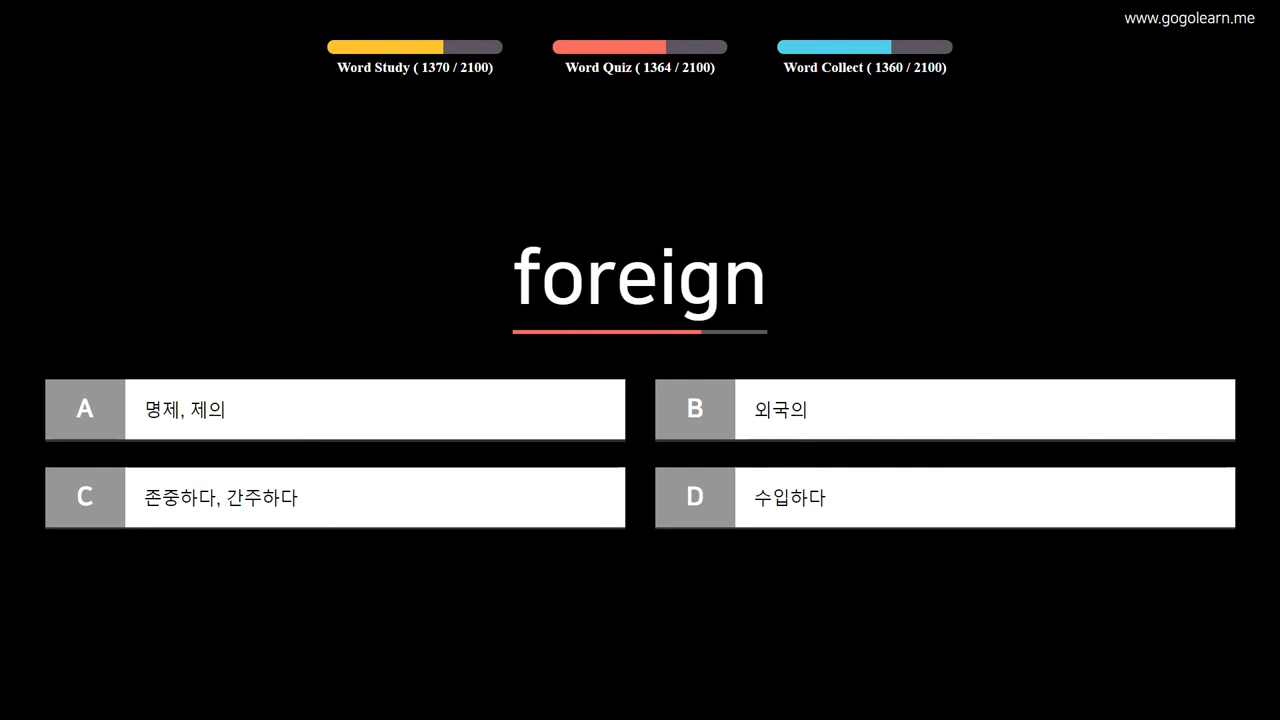 www.gogolearn.me
Word Study ( 1370 / 2100)
Word Quiz ( 1364 / 2100)
Word Collect ( 1360 / 2100)
foreign
A 명제, 제의
B 외국의
C 존중하다, 간주하다
D 수입하다